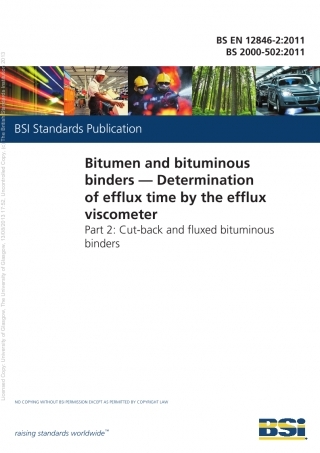 BS EN 12846-2:2011
BS 2000-502:2011
BSI Standards Publication
Bitumen and bituminous
binders — Determination
of efflux time by the efflux
viscometer
Part 2: Cut-back and fluxed bituminous
binders
NO COPYING WITHOUT BSI PERMISSION EXCEPT AS PERMITTED BY COPYRIGHT LAW
raising standards worldwide™
BSi